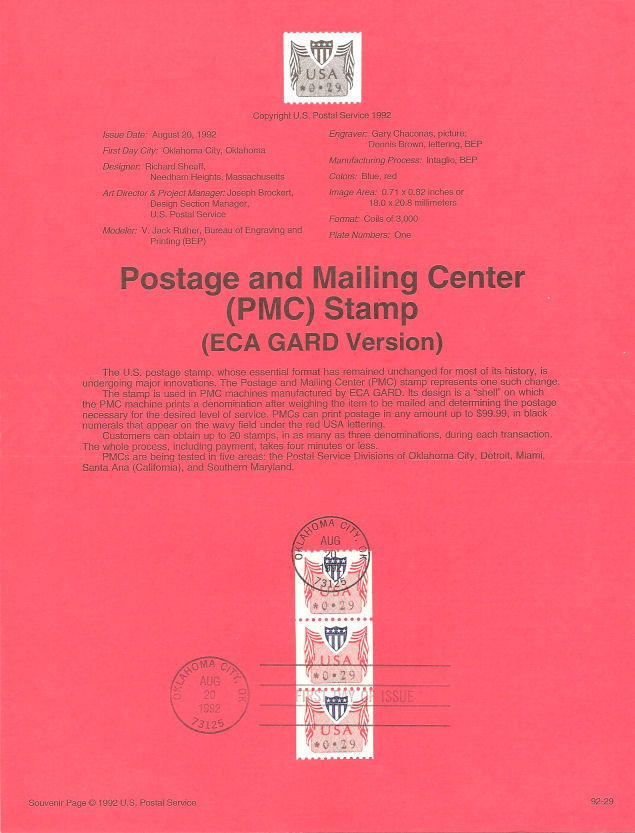 USA
*0•29
Copyright U.S. Postal Service 1992
Issue Date: August 20, 1992
First Day City: Oklahoma City, Oklahoma
Designer: Richard Sheaff,
Needham Heights, Massachusetts
Art Director & Project Manager: Joseph Brockert,
Design Section Manager,
U.S. Postal Service
Modeler: V. Jack Ruther, Bureau of Engraving and
Printing (BEP)
Engraver: Gary Chaconas, picture;
Dennis Brown, lettering, BEP
Manufacturing Process: Intaglio, BEP
Colors: Blue, red
Image Area: 0.71 x 0.82 inches or
18.0 x 20.8 millimeters
Format: Coils of 3,000
Plate Numbers: One
Postage and Mailing Center
(PMC) Stamp
(ECA GARD Version)
The U.S. postage stamp, whose essential format has remained unchanged for most of its history, is
undergoing major innovations. The Postage and Mailing Center (PMC) stamp represents one such change.
The stamp is used in PMC machines manufactured by ECA GARD. Its design is a "shell" on which
the PMC machine prints a denomination after weighing the item to be mailed and determining the postage
necessary for the desired level of service. PMCs can print postage in any amount up to $99.99, in black
numerals that appear on the wavy field under the red USA lettering.
Customers can obtain up to 20 stamps, in as many as three denominations, during each transaction.
The whole process, including payment, takes four minutes or less.
PMCs are being tested in five areas: the Postal Service Divisions of Oklahoma City, Detroit, Miami,
Santa Ana (California), and Southern Maryland.
OKLAHOMA CITY, OK
AUG
20
1992
73125
USA
*0•29
USA
*0•29
OKLAHOMA CITY, OK
AUG
20
1992
73125
FIRST DAY OF ISSUE
USA
*0•29
Souvenir Page © 1992 U.S. Postal Service
92-29